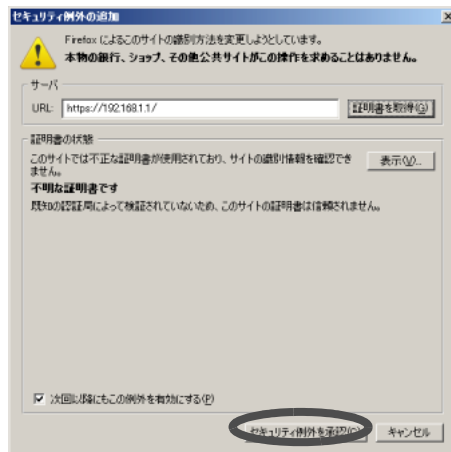 セキュリティ例外の追加
Firefox によるこのサイトの識別方法を変更しようとしています。
本物の銀行、ショップ、その他公共サイトがこの操作を求めることはありません。
サーバ
URL: https://192.168.1.1/ 証明書を取得(G)
証明書の状態
このサイトでは不正な証明書が使用されており、サイトの識別情報を確認でき
ません。
表示(V)...
不明な証明書です
既知の認証局によって検証されていないため、このサイトの証明書は信頼されません。
次回以降にもこの例外を有効にする(P)
セキュリティ例外を承認(C) キャンセル